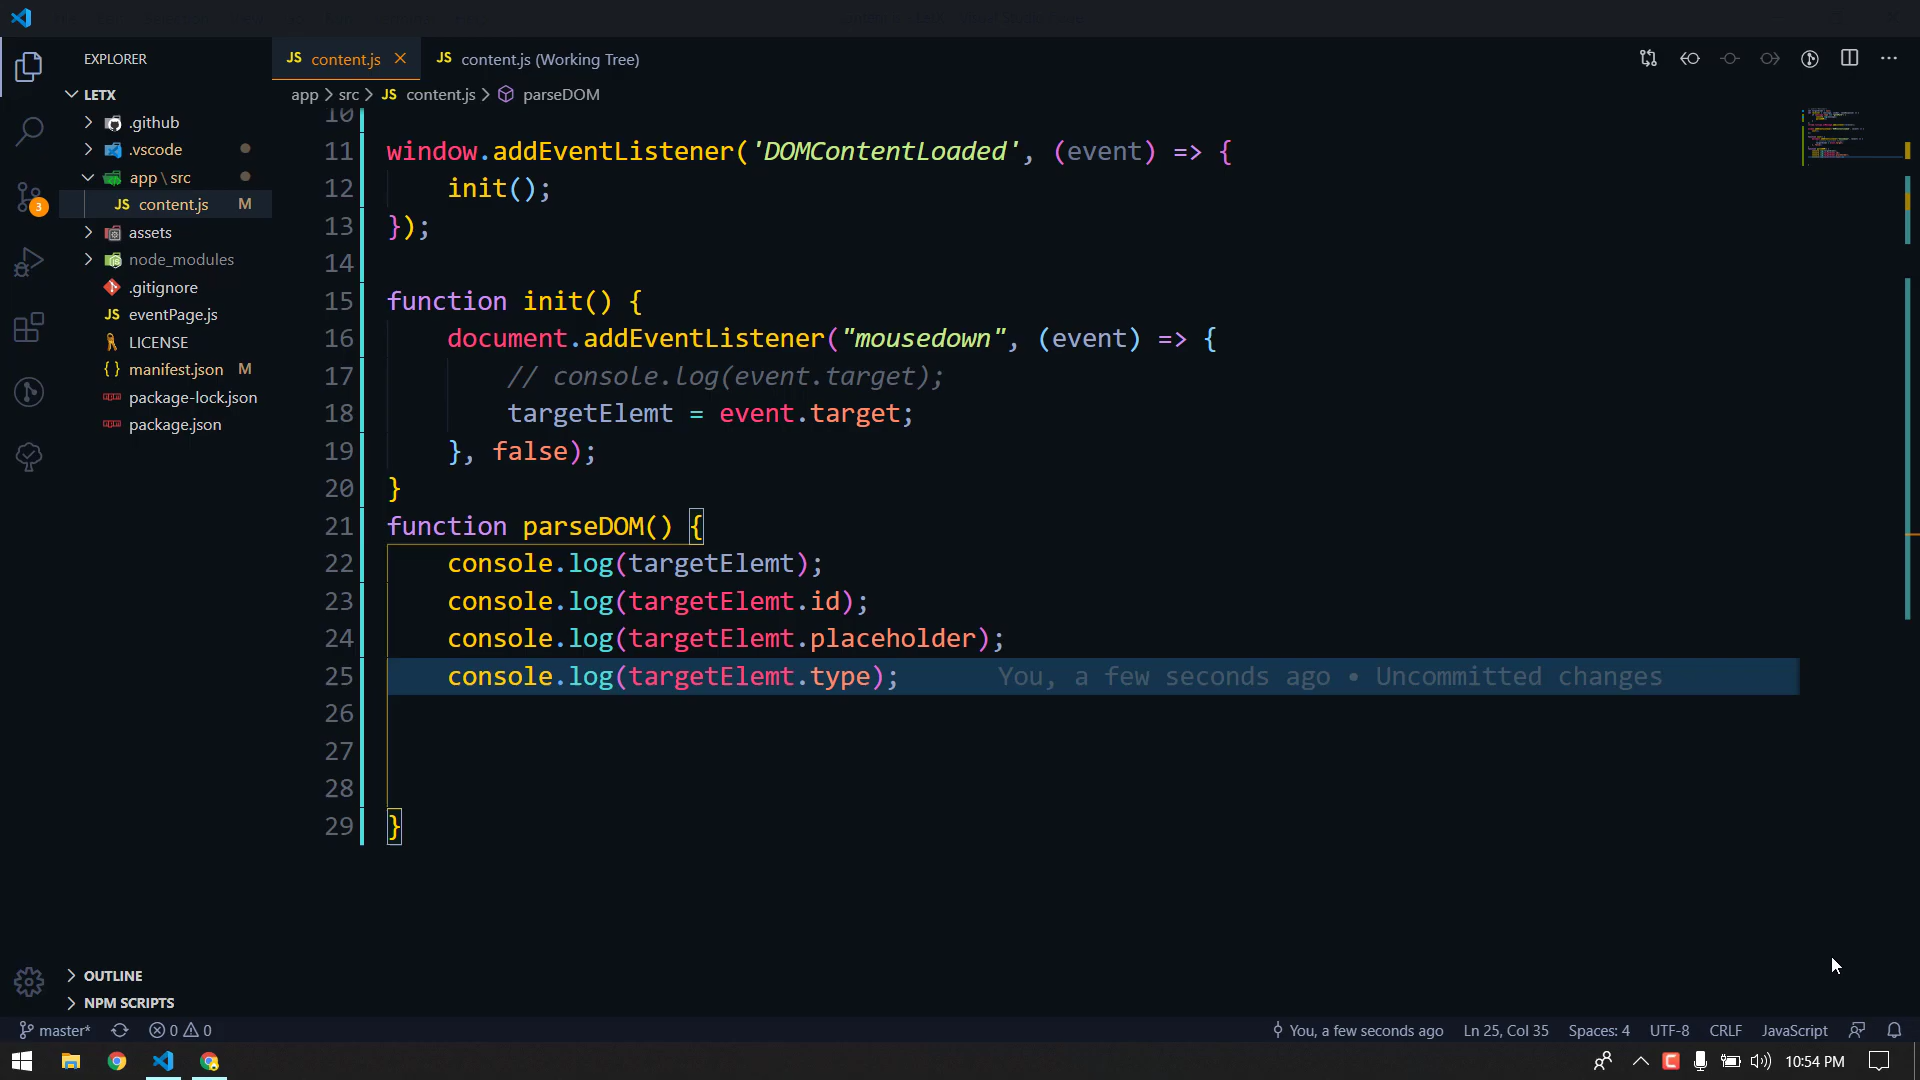 EXPLORER
LETX
.github
.vscode
app \ src
content.js M
assets
node_modules
.gitignore
eventPage.js
LICENSE
manifest.json M
package-lock.json
package.json
OUTLINE
NPM SCRIPTS
JS content.js
JS content.js (Working Tree)
app > src > JS content.js > parseDOM
10
11 window.addEventListener('DOMContentLoaded', (event) => {
12 init();
13 });
14
15 function init() {
16 document.addEventListener("mousedown", (event) => {
17 // console.log(event.target);
18 targetElemt = event.target;
19 }, false);
20 }
21 function parseDOM() {
22 console.log(targetElemt);
23 console.log(targetElemt.id);
24 console.log(targetElemt.placeholder);
25 console.log(targetElemt.type); You, a few seconds ago • Uncommitted changes
26
27
28
29 }
3
master* 0 0 You, a few seconds ago Ln 25, Col 35 Spaces: 4 UTF-8 CRLF JavaScript
10:54 PM